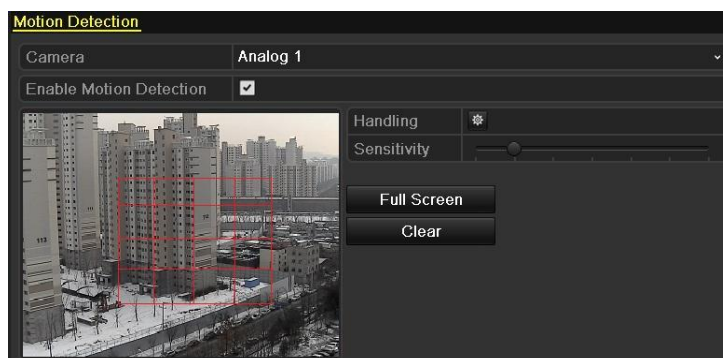 Motion Detection
Camera
Analog 1
Enable Motion Detection
Handling
Sensitivity
Full Screen
Clear
113